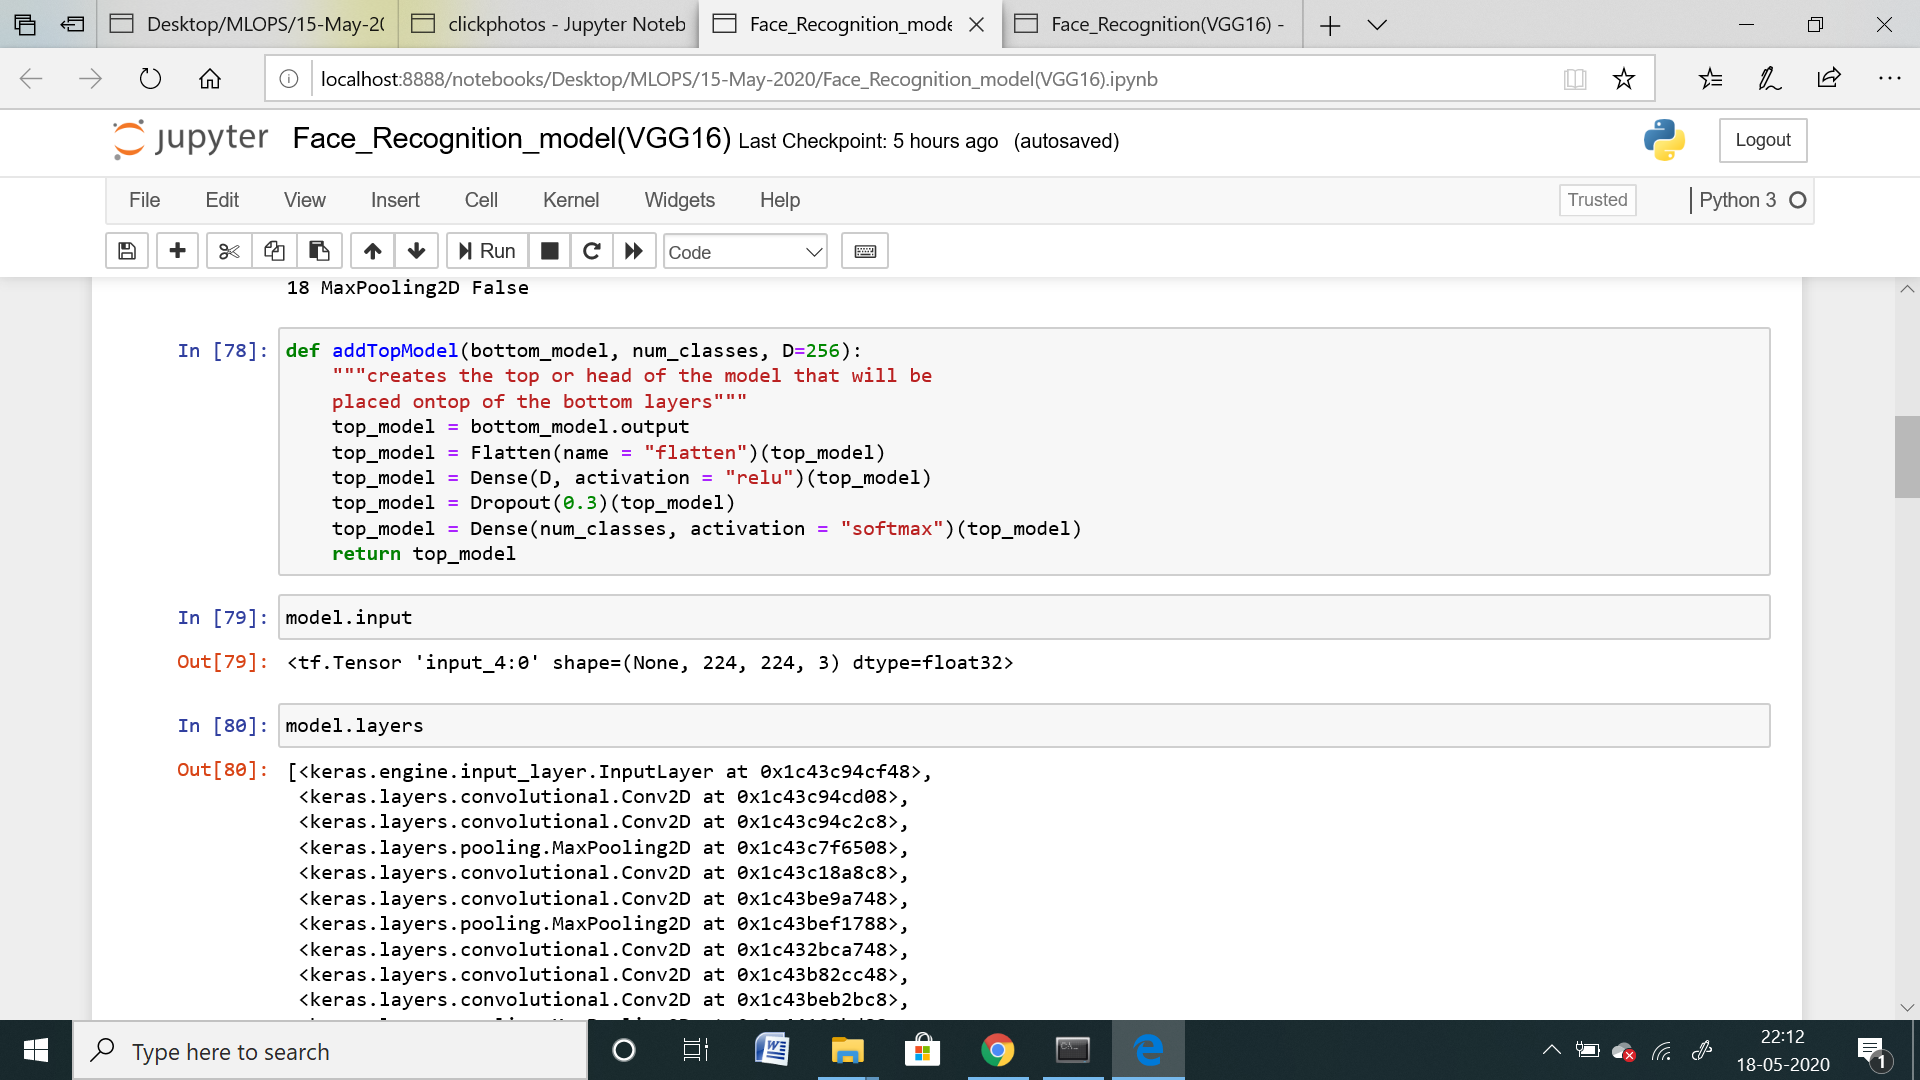 Desktop/MLOPS/15-May-20
clickphotos - Jupyter Noteb
Face_Recognition_mode
Face_Recognition(VGG16) -
localhost:8888/notebooks/Desktop/MLOPS/15-May-2020/Face_Recognition_model(VGG16).ipynb
jupyter Face_Recognition_model(VGG16) Last Checkpoint: 5 hours ago (autosaved)
Logout
File Edit View Insert Cell Kernel Widgets Help
Trusted
Python 3
Run
Code
18 MaxPooling2D False
In [78]: def addTopModel(bottom_model, num_classes, D=256):
"""creates the top or head of the model that will be
placed ontop of the bottom layers"""
top_model = bottom_model.output
top_model = Flatten(name = "flatten")(top_model)
top_model = Dense(D, activation = "relu")(top_model)
top_model = Dropout(0.3)(top_model)
top_model = Dense(num_classes, activation = "softmax")(top_model)
return top_model
In [79]: model.input
Out[79]: <tf.Tensor 'input_4:0' shape=(None, 224, 224, 3) dtype=float32>
In [80]: model.layers
Out[80]: [<keras.engine.input_layer.InputLayer at 0x1c43c94cf48>,
<keras.layers.convolutional.Conv2D at 0x1c43c94cd08>,
<keras.layers.convolutional.Conv2D at 0x1c43c94c2c8>,
<keras.layers.pooling.MaxPooling2D at 0x1c43c7f6508>,
<keras.layers.convolutional.Conv2D at 0x1c43c18a8c8>,
<keras.layers.convolutional.Conv2D at 0x1c43be9a748>,
<keras.layers.pooling.MaxPooling2D at 0x1c43bef1788>,
<keras.layers.convolutional.Conv2D at 0x1c432bca748>,
<keras.layers.convolutional.Conv2D at 0x1c43b82cc48>,
<keras.layers.convolutional.Conv2D at 0x1c43beb2bc8>,
Type here to search
22:12
18-05-2020
1